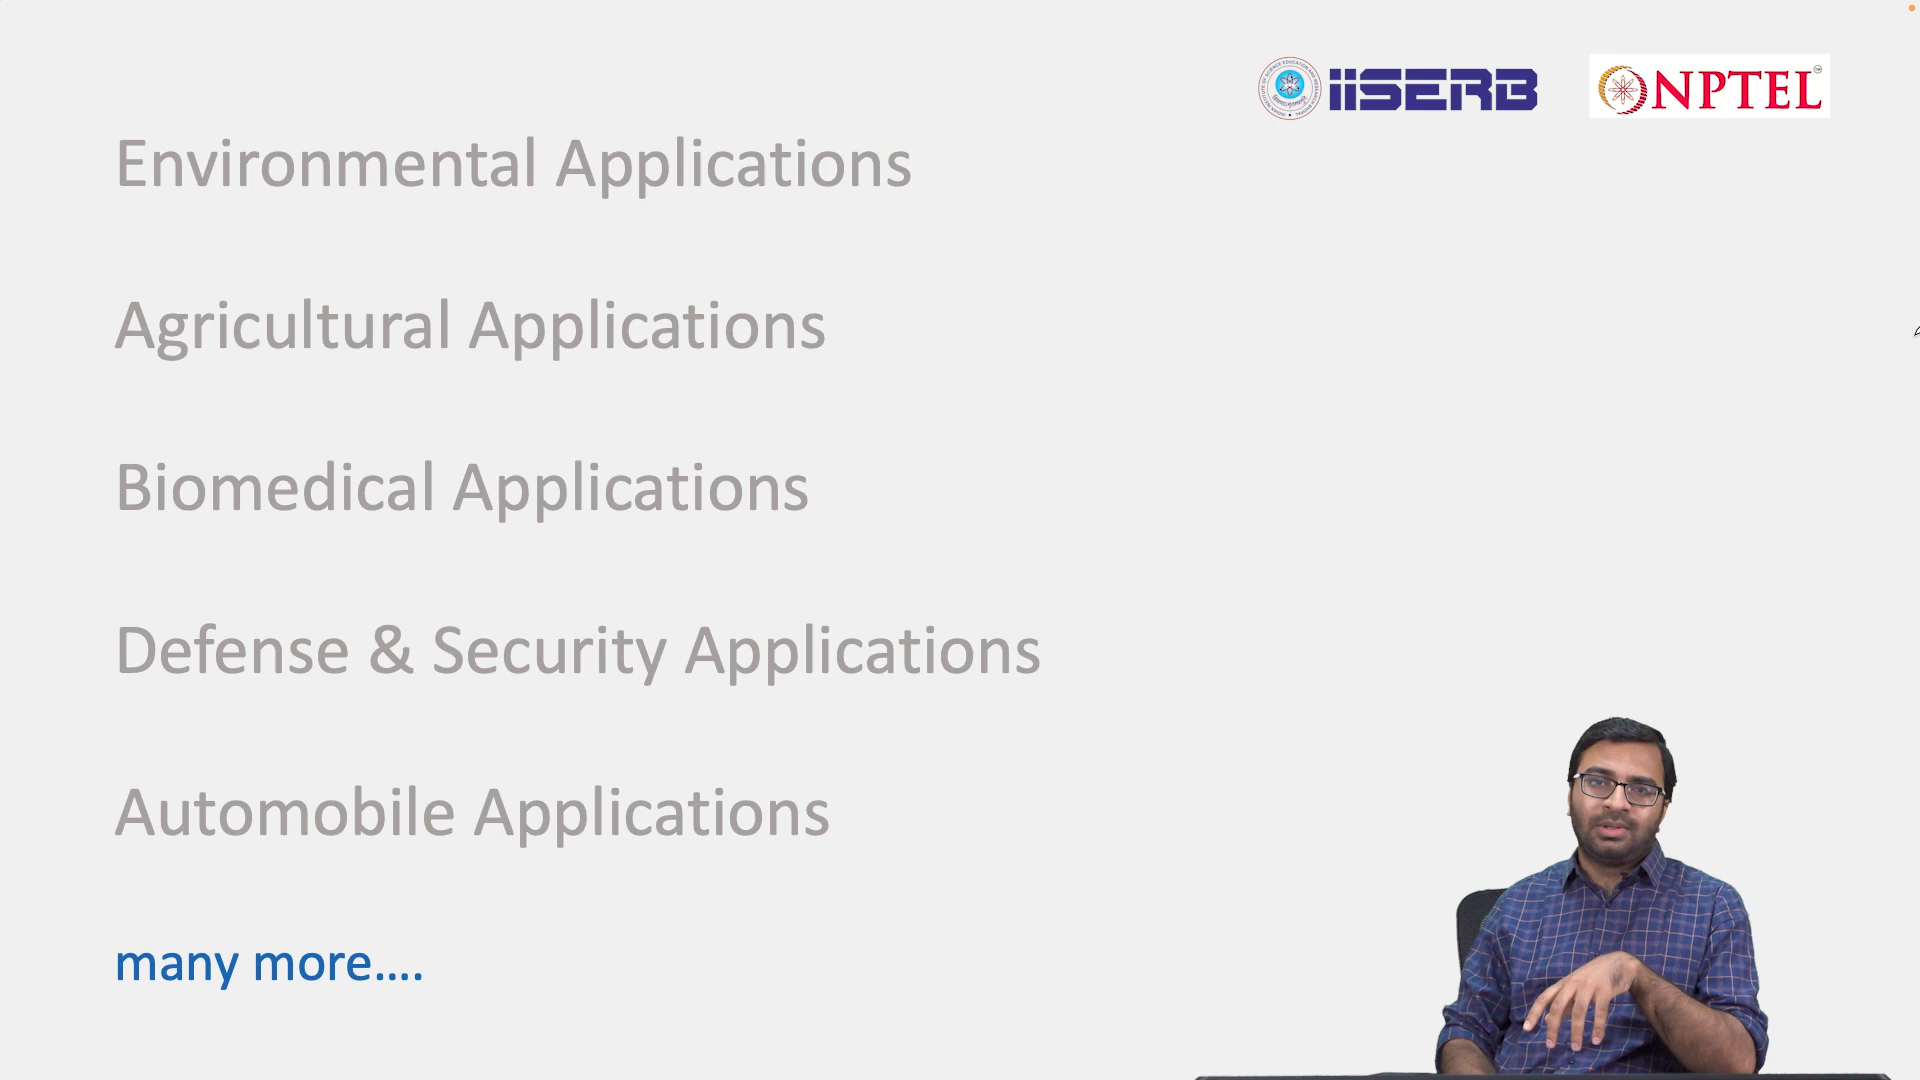 iiSERB
NPTEL
Environmental Applications
Agricultural Applications
Biomedical Applications
Defense & Security Applications
Automobile Applications
many more....